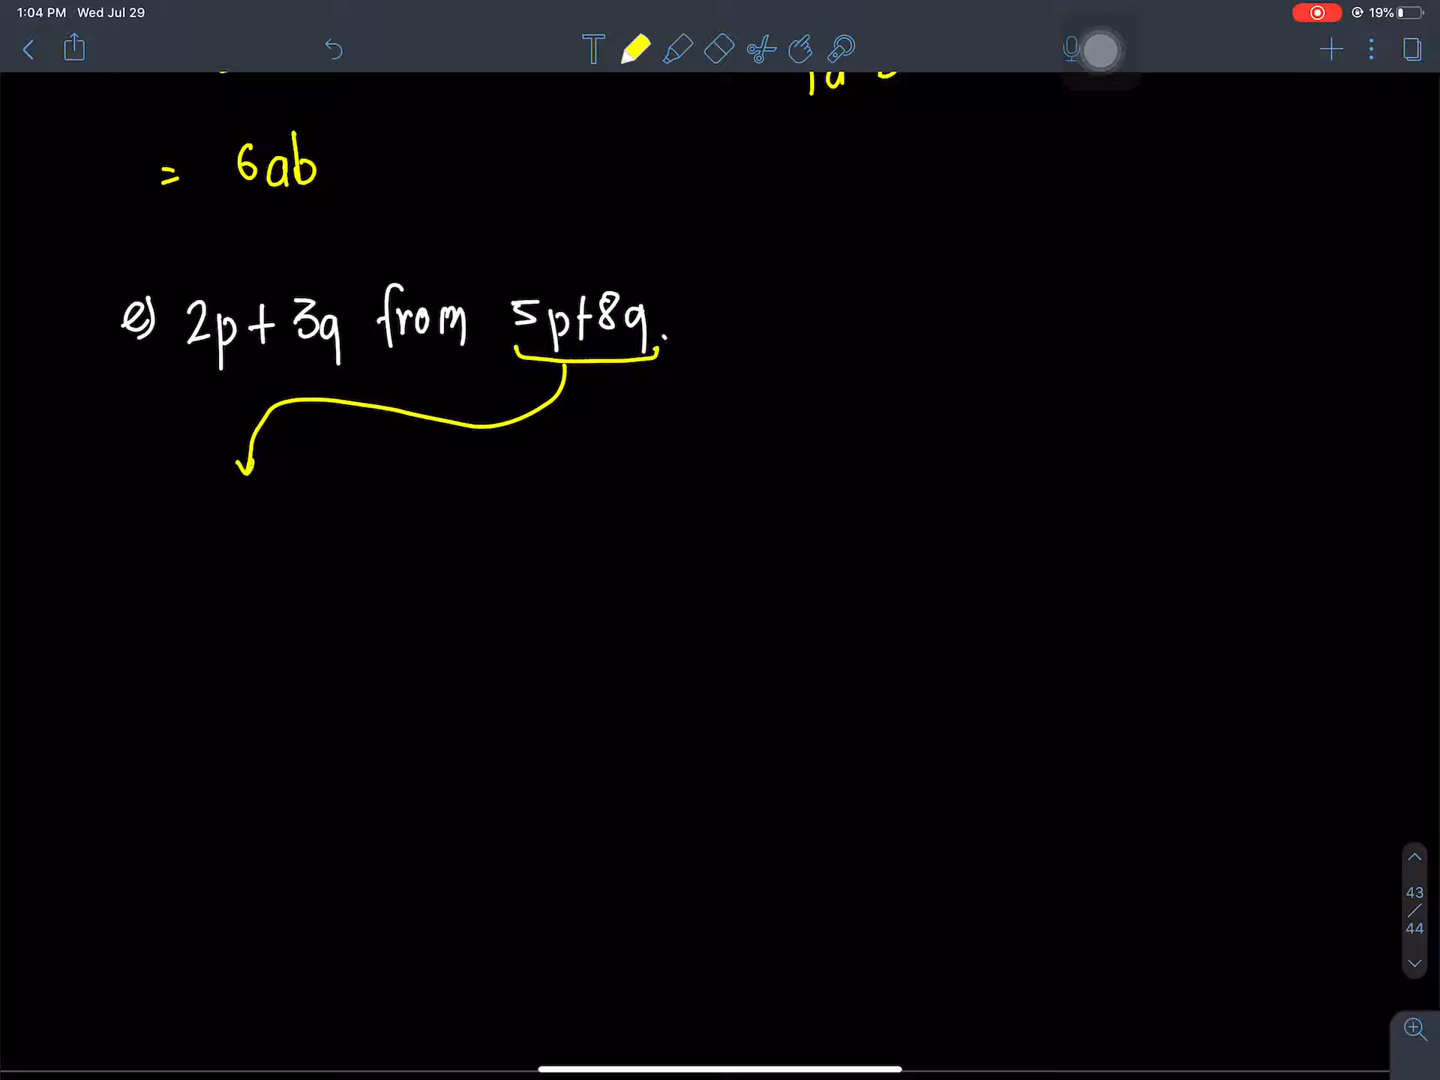 1:04 PM Wed Jul 29
19%
= 6ab
e) 2p + 3q from 5p+8q.
43
/
44